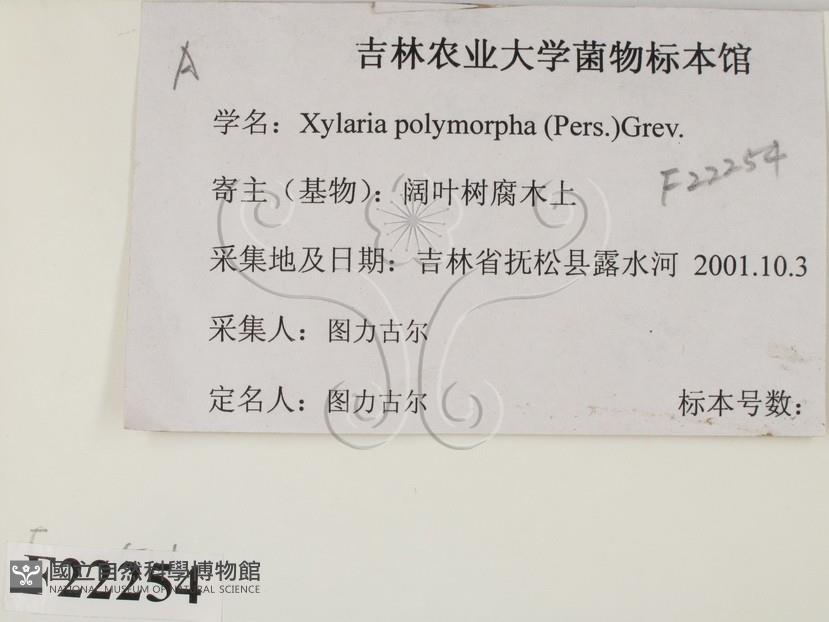 A
吉林农业大学菌物标本馆
学名：Xylaria polymorpha (Pers.)Grev.
F22254
寄主（基物）：阔叶树腐木上
采集地及日期：吉林省抚松县露水河 2001.10.3
采集人：图力古尔
定名人：图力古尔
标本号数：
F22254
國立自然科學博物館
NATIONAL MUSEUM OF NATURAL SCIENCE